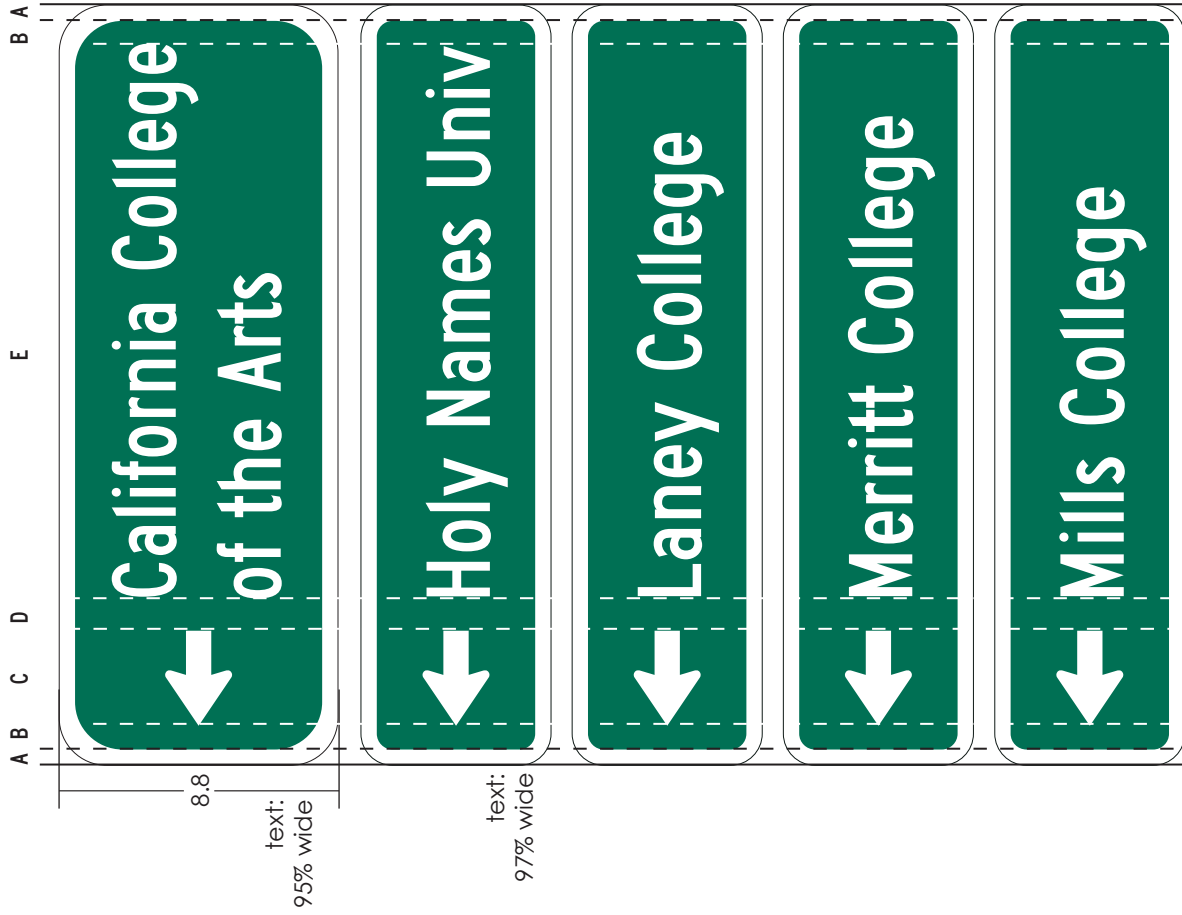 A B C D E B A
California College
of the Arts
Holy Names Univ
Laney College
Merritt College
Mills College
8.8
text:
95% wide
text:
97% wide